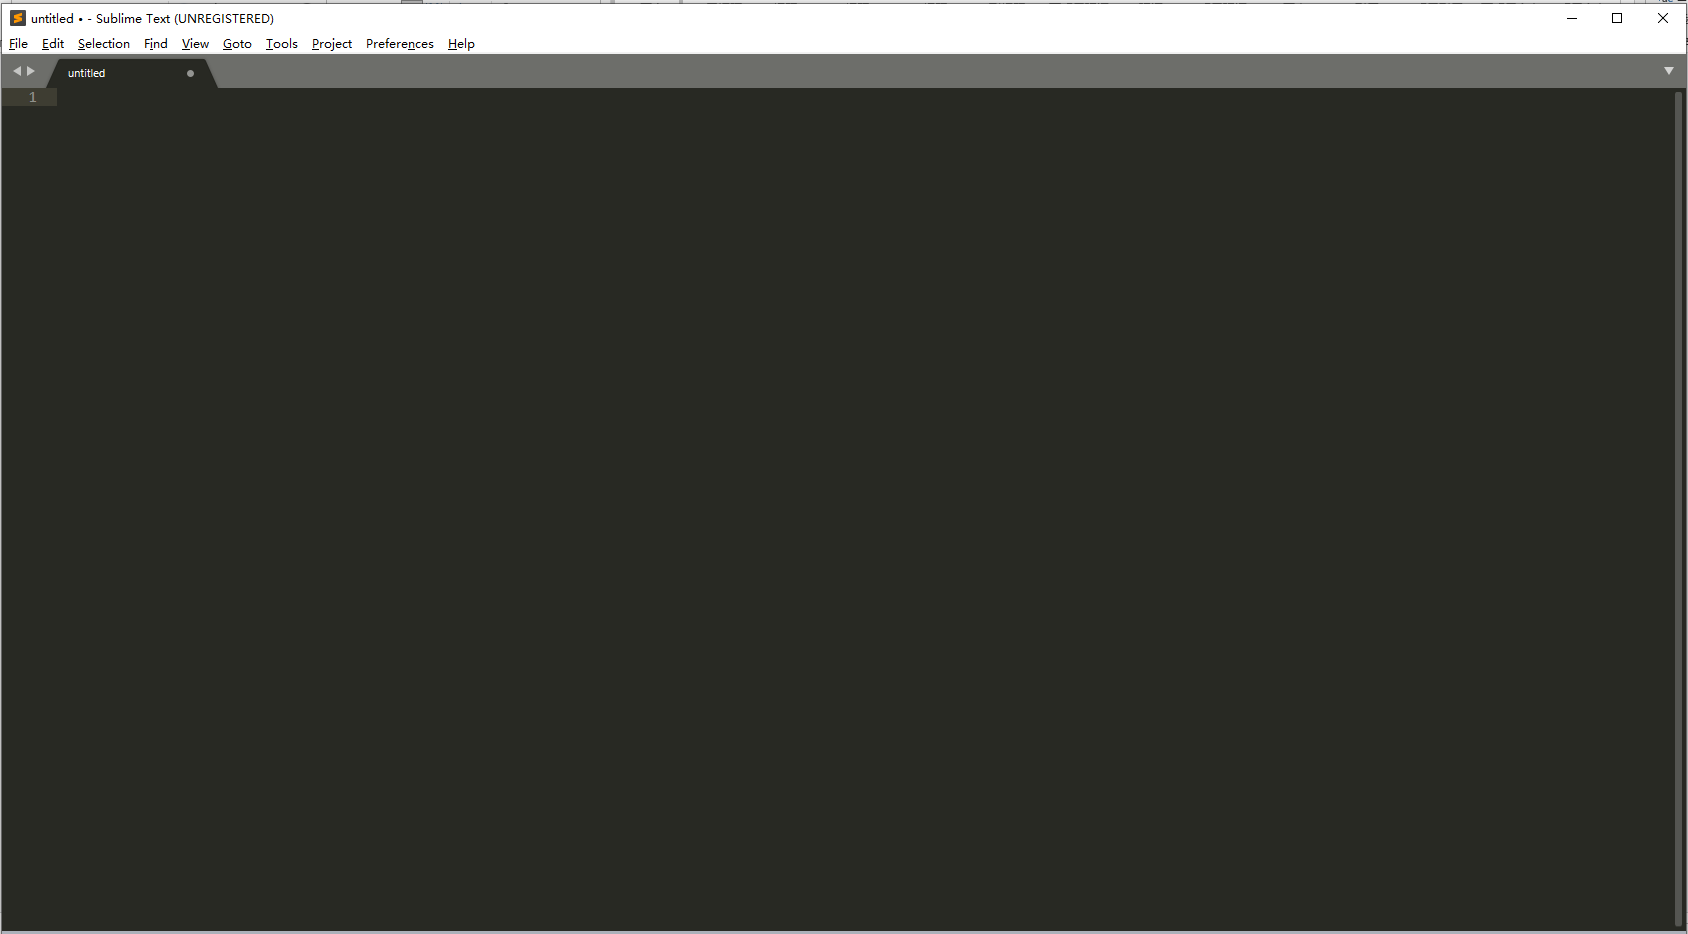 untitled • - Sublime Text (UNREGISTERED)
File Edit Selection Find View Goto Tools Project Preferences Help
untitled
1